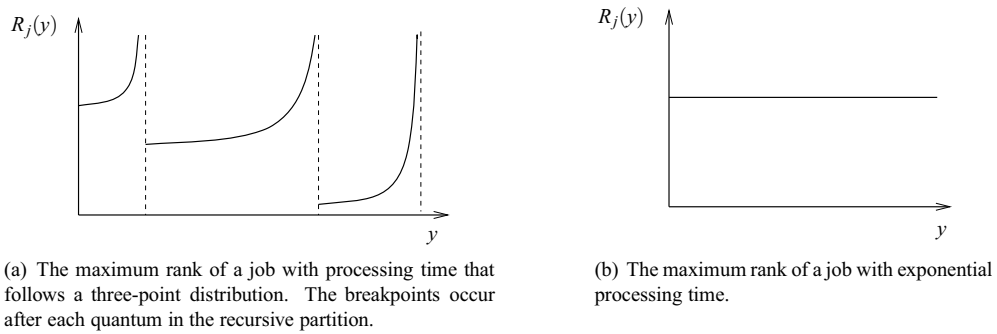 R_j(y)
y
(a) The maximum rank of a job with processing time that
follows a three-point distribution. The breakpoints occur
after each quantum in the recursive partition.
R_j(y)
y
(b) The maximum rank of a job with exponential
processing time.